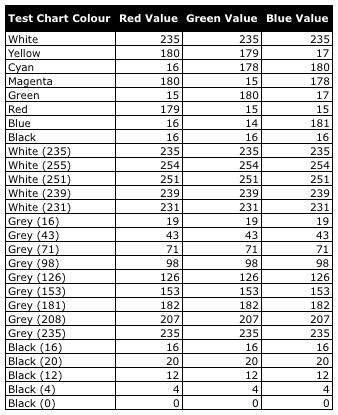 Test Chart Colour Red Value Green Value Blue Value
White 235 235 235
Yellow 180 179 17
Cyan 16 178 180
Magenta 180 15 178
Green 15 180 17
Red 179 15 15
Blue 16 14 181
Black 16 16 16
White (235) 235 235 235
White (255) 254 254 254
White (251) 251 251 251
White (239) 239 239 239
White (231) 231 231 231
Grey (16) 19 19 19
Grey (43) 43 43 43
Grey (71) 71 71 71
Grey (98) 98 98 98
Grey (126) 126 126 126
Grey (153) 153 153 153
Grey (181) 182 182 182
Grey (208) 207 207 207
Grey (235) 235 235 235
Black (16) 16 16 16
Black (20) 20 20 20
Black (12) 12 12 12
Black (4) 4 4 4
Black (0) 0 0 0